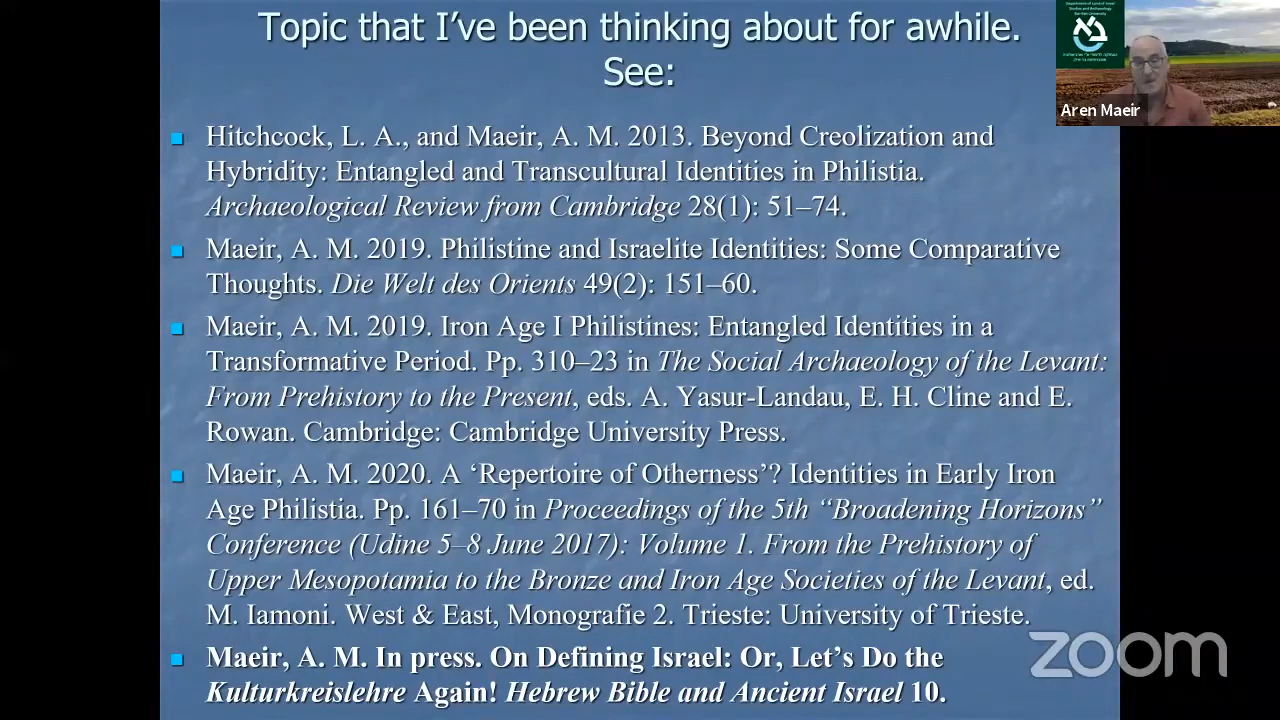 Topic that I’ve been thinking about for awhile.
See:
Aren Maeir
Hitchcock, L. A., and Maeir, A. M. 2013. Beyond Creolization and
Hybridity: Entangled and Transcultural Identities in Philistia.
Archaeological Review from Cambridge 28(1): 51–74.
Maeir, A. M. 2019. Philistine and Israelite Identities: Some Comparative
Thoughts. Die Welt des Orients 49(2): 151–60.
Maeir, A. M. 2019. Iron Age I Philistines: Entangled Identities in a
Transformative Period. Pp. 310–23 in The Social Archaeology of the Levant:
From Prehistory to the Present, eds. A. Yasur-Landau, E. H. Cline and E.
Rowan. Cambridge: Cambridge University Press.
Maeir, A. M. 2020. A ‘Repertoire of Otherness’? Identities in Early Iron
Age Philistia. Pp. 161–70 in Proceedings of the 5th “Broadening Horizons”
Conference (Udine 5–8 June 2017): Volume 1. From the Prehistory of
Upper Mesopotamia to the Bronze and Iron Age Societies of the Levant, ed.
M. Iamoni. West & East, Monografie 2. Trieste: University of Trieste.
Maeir, A. M. In press. On Defining Israel: Or, Let’s Do the
Kulturkreislehre Again! Hebrew Bible and Ancient Israel 10.
zoom